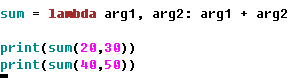 sum = lambda arg1, arg2: arg1 + arg2
print(sum(20,30))
print(sum(40,50))